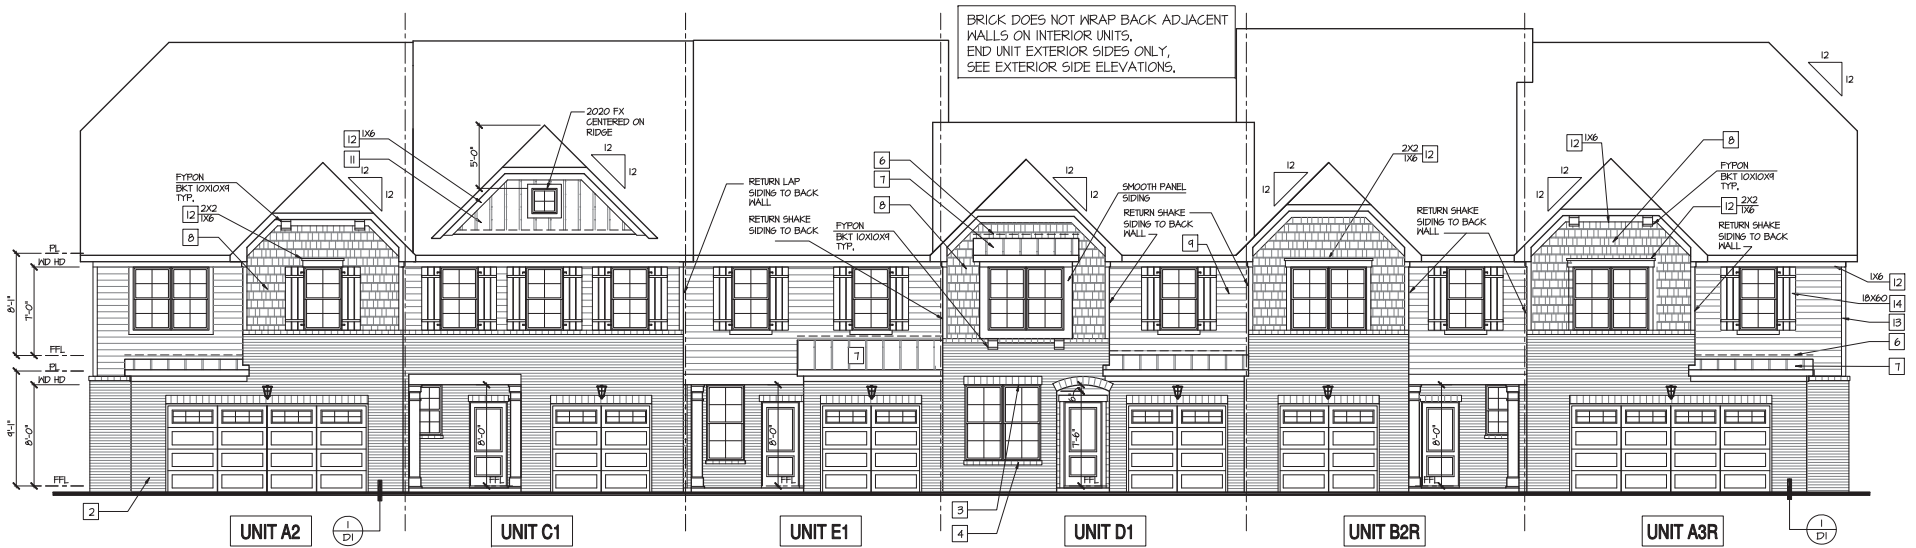 BRICK DOES NOT WRAP BACK ADJACENT
WALLS ON INTERIOR UNITS,
END UNIT EXTERIOR SIDES ONLY,
SEE EXTERIOR SIDE ELEVATIONS.
12
12
2020 FX
CENTERED ON
RIDGE
12 1X6
11
5'-0"
12
12
FYPON
BKT 10X10X9
TYP.
12 2X2
1X6
8
12
12
RETURN LAP
SIDING TO BACK
WALL
RETURN SHAKE
SIDING TO BACK
6
7
8
FYPON
BKT 10X10X9
TYP.
12
12
SMOOTH PANEL
SIDING
RETURN SHAKE
SIDING TO BACK
WALL
9
12
12
2X2
1X6 12
RETURN SHAKE
SIDING TO BACK
WALL
12
12
12 1X6
8
FYPON
BKT 10X10X9
TYP.
12 2X2
1X6
RETURN SHAKE
SIDING TO BACK
WALL
1X6
12
18X60 14
13
6
7
PL
WD HD
8'-1"
7'-0"
FFL
PL
WD HD
9'-1"
8'-0"
FFL
7
8'-0"
FFL
8'-0"
FFL
7'-6"
FFL
8'-0"
FFL
2
3
4
UNIT A2
1
D1
UNIT C1
UNIT E1
UNIT D1
UNIT B2R
UNIT A3R
1
D1